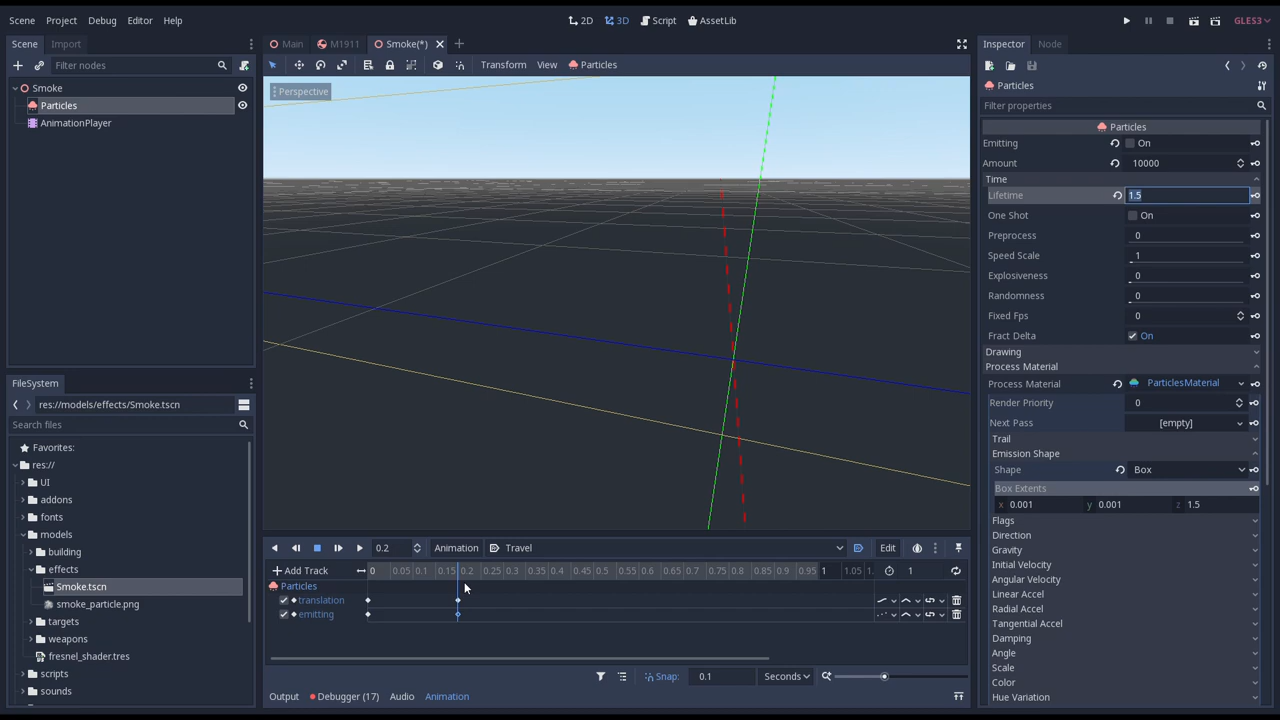 Scene Project Debug Editor Help 2D 3D Script AssetLib GLES3
Scene Import
Main M1911 Smoke(*)
Inspector Node
Filter nodes
Transform View Particles
Particles
Smoke
Particles
AnimationPlayer
Perspective
Filter properties
Particles
Emitting On
Amount 10000
Time
Lifetime 1.5
One Shot On
Preprocess 0
Speed Scale 1
Explosiveness 0
Randomness 0
Fixed Fps 0
Fract Delta On
Drawing
Process Material
Process Material ParticlesMaterial
Render Priority 0
Next Pass [empty]
Trail
Emission Shape
Shape Box
Box Extents
x 0.001 y 0.001 z 1.5
Flags
Direction
Gravity
Initial Velocity
Angular Velocity
Linear Accel
Radial Accel
Tangential Accel
Damping
Angle
Scale
Color
Hue Variation
FileSystem
res://models/effects/Smoke.tscn
Search files
Favorites:
res://
UI
addons
fonts
models
building
effects
Smoke.tscn
smoke_particle.png
targets
weapons
fresnel_shader.tres
scripts
sounds
0.2 Animation Travel Edit
Add Track 0 0.05 0.1 0.15 0.2 0.25 0.3 0.35 0.4 0.45 0.5 0.55 0.6 0.65 0.7 0.75 0.8 0.85 0.9 0.95 1 1.05 1. 1
Particles
translation
emitting
Snap: 0.1 Seconds
Output Debugger (17) Audio Animation